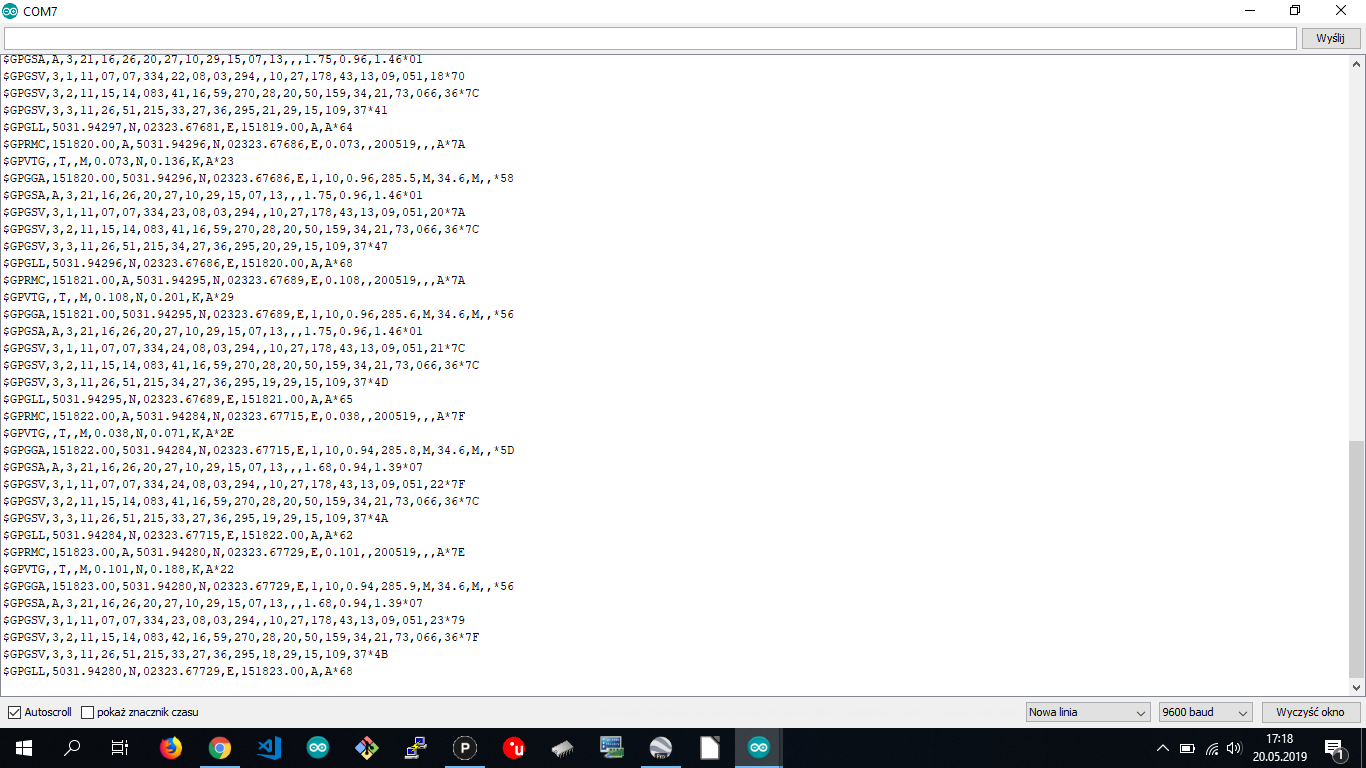 COM7
Wyślij
$GPGSA,A,3,21,16,26,20,27,10,29,15,07,13,,,1.75,0.96,1.46*01
$GPGSV,3,1,11,07,07,334,22,08,03,294,,10,27,178,43,13,09,051,18*70
$GPGSV,3,2,11,15,14,083,41,16,59,270,28,20,50,159,34,21,73,066,36*7C
$GPGSV,3,3,11,26,51,215,33,27,36,295,21,29,15,109,37*41
$GPGLL,5031.94297,N,02323.67681,E,151819.00,A,A*64
$GPRMC,151820.00,A,5031.94296,N,02323.67686,E,0.073,,200519,,,A*7A
$GPVTG,,T,,M,0.073,N,0.136,K,A*23
$GPGGA,151820.00,5031.94296,N,02323.67686,E,1,10,0.96,285.5,M,34.6,M,,*58
$GPGSA,A,3,21,16,26,20,27,10,29,15,07,13,,,1.75,0.96,1.46*01
$GPGSV,3,1,11,07,07,334,23,08,03,294,,10,27,178,43,13,09,051,20*7A
$GPGSV,3,2,11,15,14,083,41,16,59,270,28,20,50,159,34,21,73,066,36*7C
$GPGSV,3,3,11,26,51,215,34,27,36,295,20,29,15,109,37*47
$GPGLL,5031.94296,N,02323.67686,E,151820.00,A,A*68
$GPRMC,151821.00,A,5031.94295,N,02323.67689,E,0.108,,200519,,,A*7A
$GPVTG,,T,,M,0.108,N,0.201,K,A*29
$GPGGA,151821.00,5031.94295,N,02323.67689,E,1,10,0.96,285.6,M,34.6,M,,*56
$GPGSA,A,3,21,16,26,20,27,10,29,15,07,13,,,1.75,0.96,1.46*01
$GPGSV,3,1,11,07,07,334,24,08,03,294,,10,27,178,43,13,09,051,21*7C
$GPGSV,3,2,11,15,14,083,41,16,59,270,28,20,50,159,34,21,73,066,36*7C
$GPGSV,3,3,11,26,51,215,34,27,36,295,19,29,15,109,37*4D
$GPGLL,5031.94295,N,02323.67689,E,151821.00,A,A*65
$GPRMC,151822.00,A,5031.94284,N,02323.67715,E,0.038,,200519,,,A*7F
$GPVTG,,T,,M,0.038,N,0.071,K,A*2E
$GPGGA,151822.00,5031.94284,N,02323.67715,E,1,10,0.94,285.8,M,34.6,M,,*5D
$GPGSA,A,3,21,16,26,20,27,10,29,15,07,13,,,1.68,0.94,1.39*07
$GPGSV,3,1,11,07,07,334,24,08,03,294,,10,27,178,43,13,09,051,22*7F
$GPGSV,3,2,11,15,14,083,41,16,59,270,28,20,50,159,34,21,73,066,36*7C
$GPGSV,3,3,11,26,51,215,33,27,36,295,19,29,15,109,37*4A
$GPGLL,5031.94284,N,02323.67715,E,151822.00,A,A*62
$GPRMC,151823.00,A,5031.94280,N,02323.67729,E,0.101,,200519,,,A*7E
$GPVTG,,T,,M,0.101,N,0.188,K,A*22
$GPGGA,151823.00,5031.94280,N,02323.67729,E,1,10,0.94,285.9,M,34.6,M,,*56
$GPGSA,A,3,21,16,26,20,27,10,29,15,07,13,,,1.68,0.94,1.39*07
$GPGSV,3,1,11,07,07,334,23,08,03,294,,10,27,178,43,13,09,051,23*79
$GPGSV,3,2,11,15,14,083,42,16,59,270,28,20,50,159,34,21,73,066,36*7F
$GPGSV,3,3,11,26,51,215,33,27,36,295,18,29,15,109,37*4B
$GPGLL,5031.94280,N,02323.67729,E,151823.00,A,A*68
Autoscroll pokaż znacznik czasu Nowa linia 9600 baud Wyczyść okno
17:18
20.05.2019
1